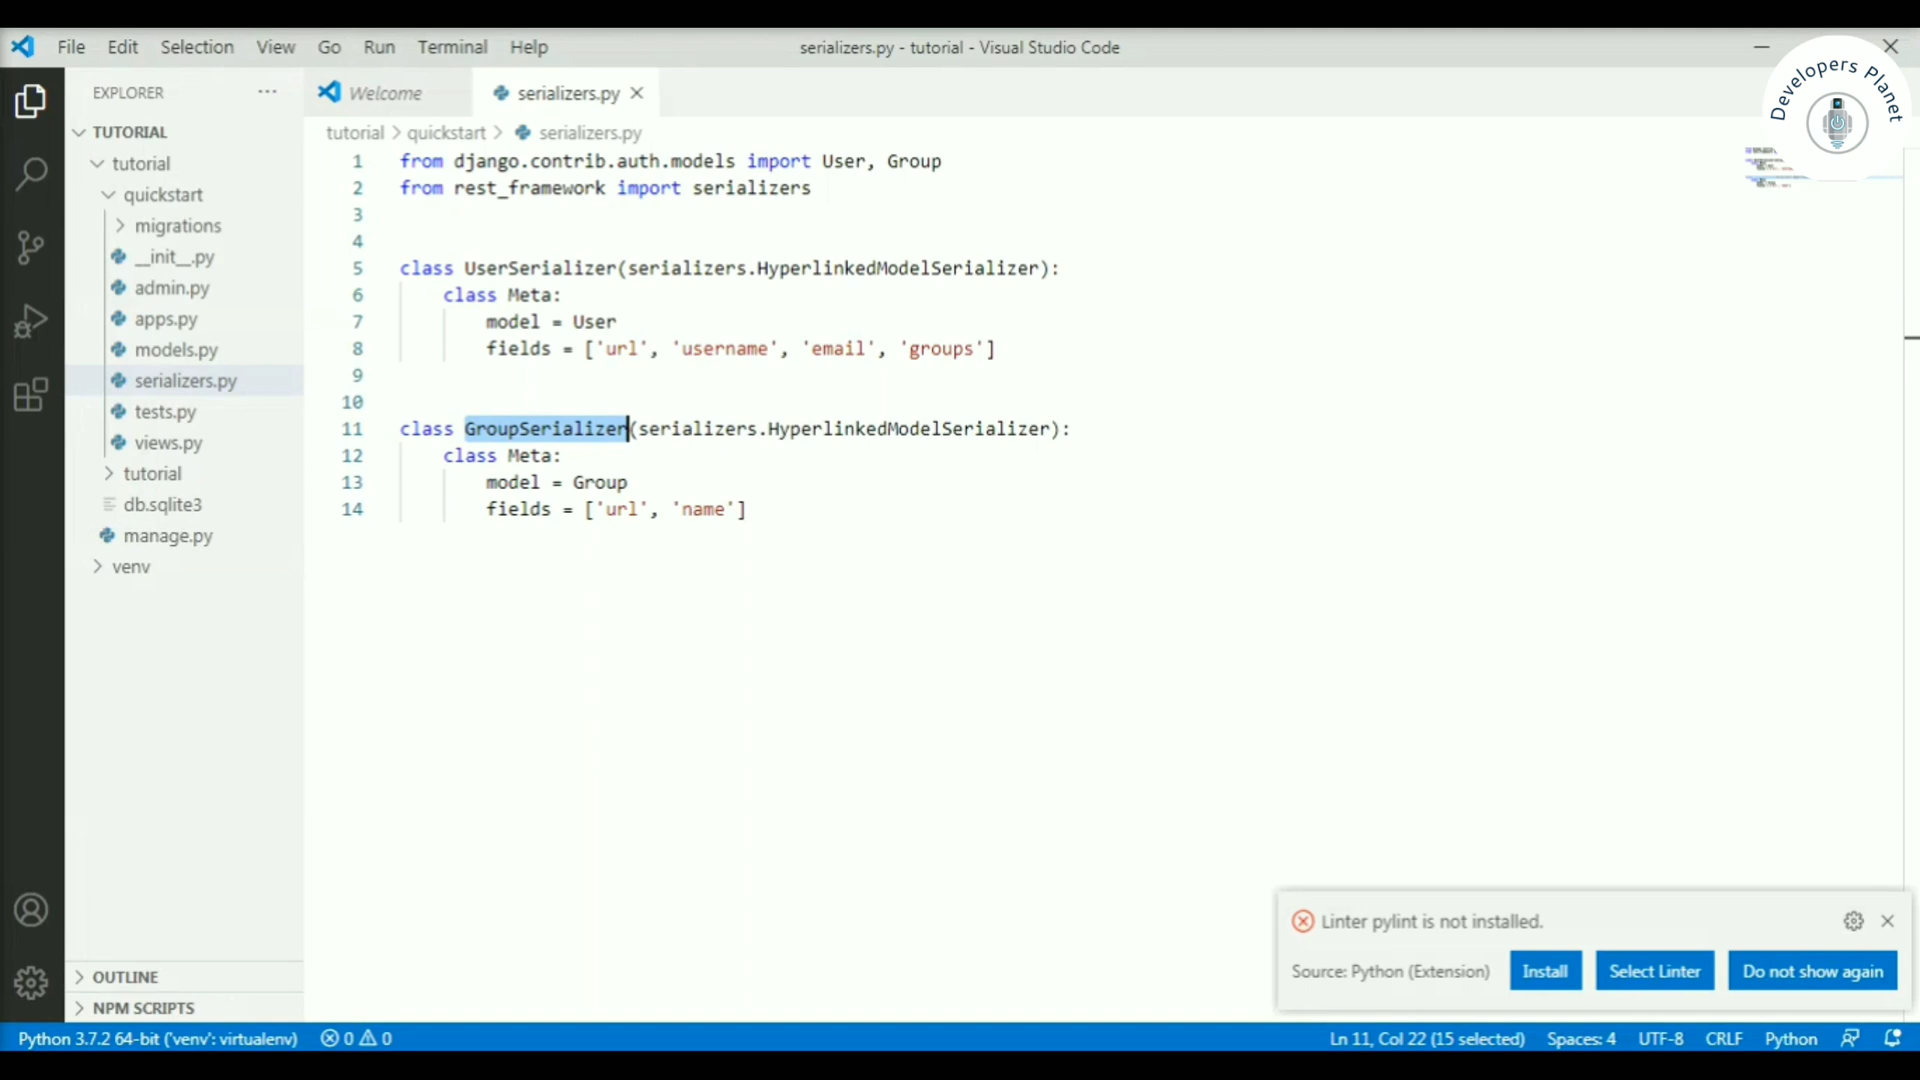 File Edit Selection View Go Run Terminal Help
serializers.py - tutorial - Visual Studio Code
Developers Planet
EXPLORER
Welcome
serializers.py
TUTORIAL
tutorial
quickstart
migrations
__init__.py
admin.py
apps.py
models.py
serializers.py
tests.py
views.py
tutorial
db.sqlite3
manage.py
venv
OUTLINE
NPM SCRIPTS
tutorial > quickstart > serializers.py
1 from django.contrib.auth.models import User, Group
2 from rest_framework import serializers
3
4
5 class UserSerializer(serializers.HyperlinkedModelSerializer):
6 class Meta:
7 model = User
8 fields = ['url', 'username', 'email', 'groups']
9
10
11 class GroupSerializer(serializers.HyperlinkedModelSerializer):
12 class Meta:
13 model = Group
14 fields = ['url', 'name']
Linter pylint is not installed.
Source: Python (Extension)
Install
Select Linter
Do not show again
Python 3.7.2 64-bit ('venv': virtualenv) 0 0
Ln 11, Col 22 (15 selected) Spaces: 4 UTF-8 CRLF Python